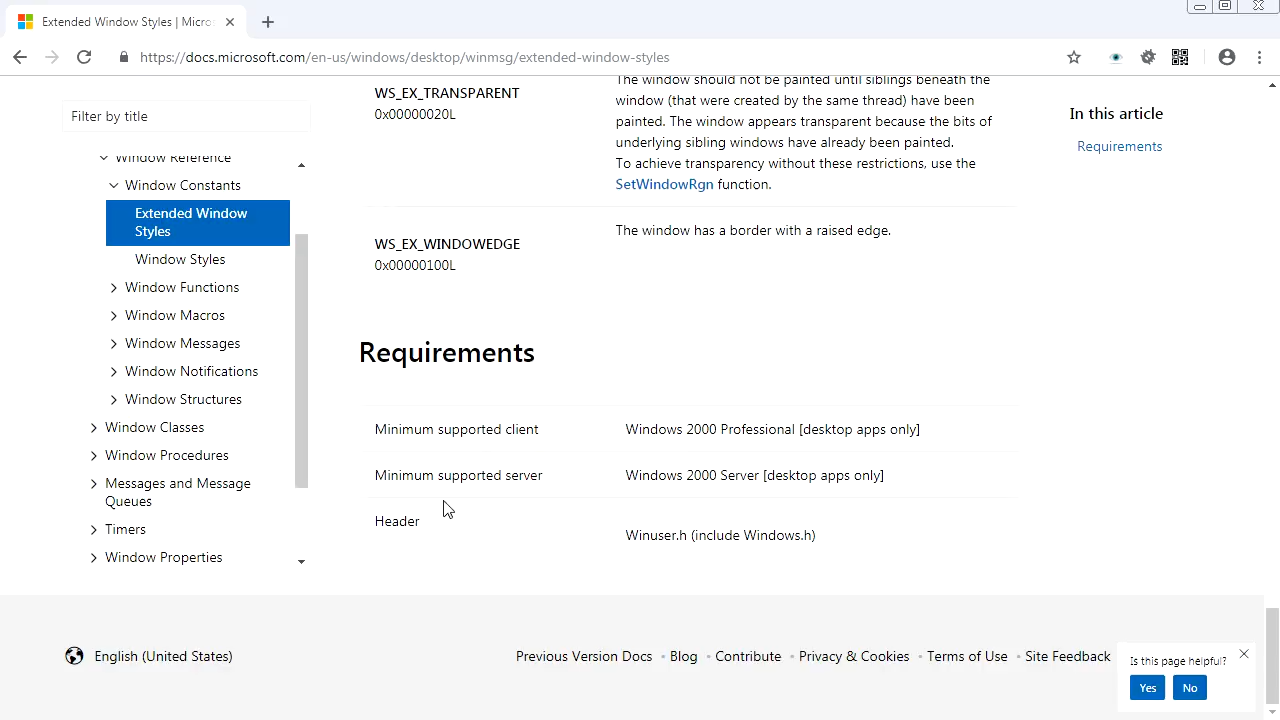 Extended Window Styles | Micros
https://docs.microsoft.com/en-us/windows/desktop/winmsg/extended-window-styles
Filter by title
Window Reference
Window Constants
Extended Window
Styles
Window Styles
Window Functions
Window Macros
Window Messages
Window Notifications
Window Structures
Window Classes
Window Procedures
Messages and Message
Queues
Timers
Window Properties
WS_EX_TRANSPARENT
0x00000020L
The window should not be painted until siblings beneath the
window (that were created by the same thread) have been
painted. The window appears transparent because the bits of
underlying sibling windows have already been painted.
To achieve transparency without these restrictions, use the
SetWindowRgn function.
WS_EX_WINDOWEDGE
0x00000100L
The window has a border with a raised edge.
Requirements
Minimum supported client
Windows 2000 Professional [desktop apps only]
Minimum supported server
Windows 2000 Server [desktop apps only]
Header
Winuser.h (include Windows.h)
In this article
Requirements
English (United States)
Previous Version Docs • Blog • Contribute • Privacy & Cookies • Terms of Use • Site Feedback
Is this page helpful?
Yes
No